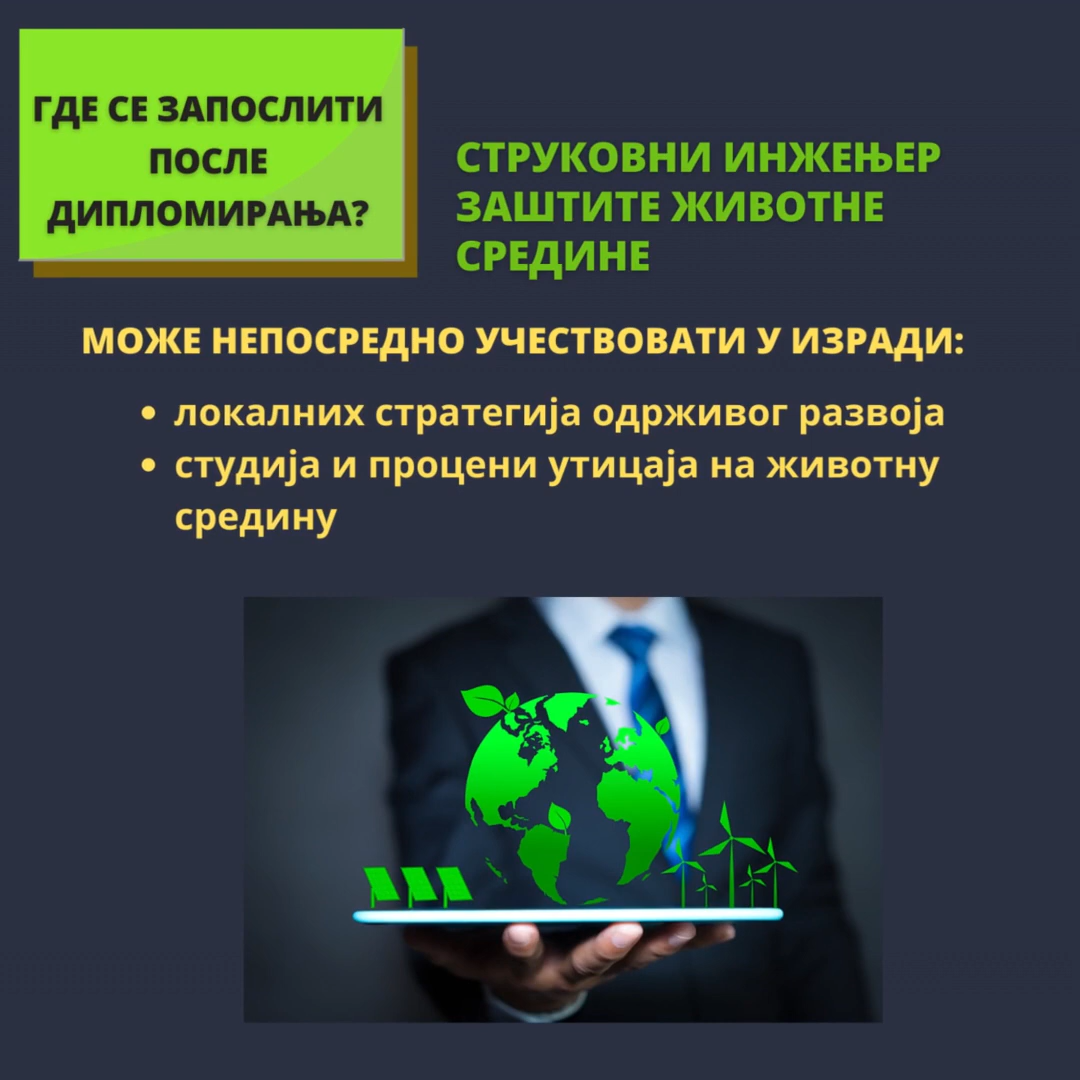 ГДЕ СЕ ЗАПОСЛИТИ
ПОСЛЕ
ДИПЛОМИРАЊА?
СТРУКОВНИ ИНЖЕЊЕР
ЗАШТИТЕ ЖИВОТНЕ
СРЕДИНЕ
МОЖЕ НЕПОСРЕДНО УЧЕСТВОВАТИ У ИЗРАДИ:
• локалних стратегија одрживог развоја
• студија и процени утицаја на животну
средину